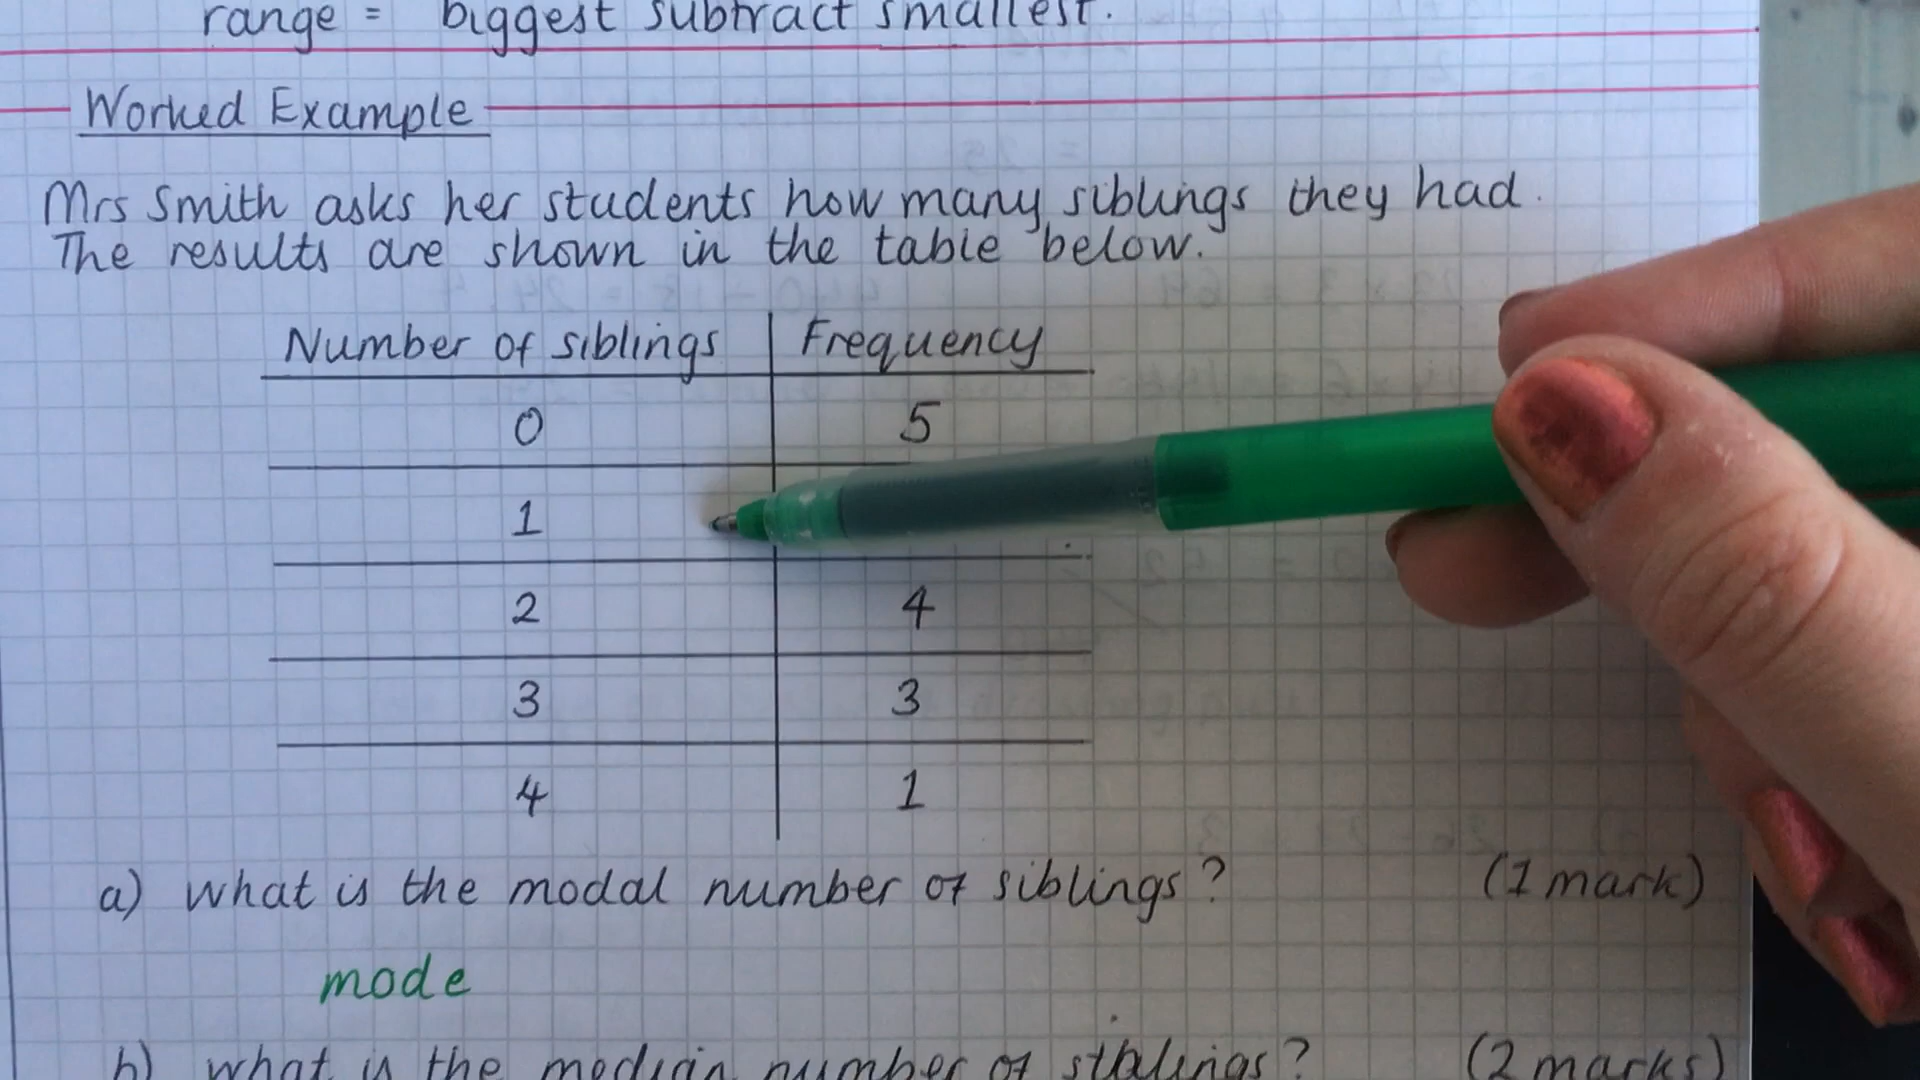 range = biggest subtract smallest.
Worked Example
Mrs Smith asks her students how many siblings they had.
The results are shown in the table below.
Number of siblings Frequency
0 5
1
2 4
3 3
4 1
a) what is the modal number of siblings? (1 mark)
mode
b) what is the median number of siblings? (2 marks)